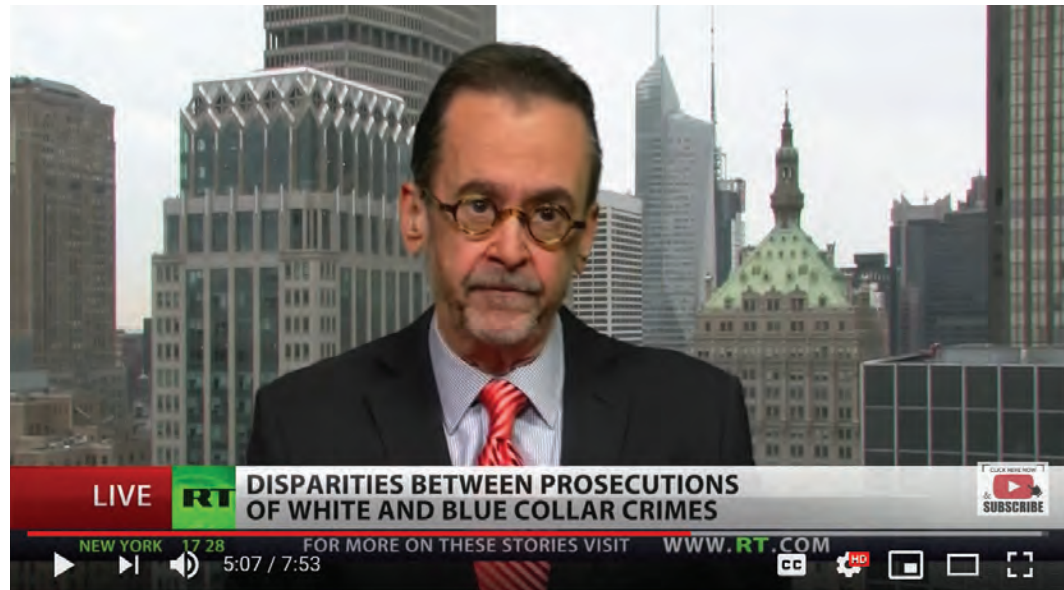 LIVE RT DISPARITIES BETWEEN PROSECUTIONS
OF WHITE AND BLUE COLLAR CRIMES
CLICK HERE NOW
& SUBSCRIBE
NEW YORK 17 28 FOR MORE ON THESE STORIES VISIT WWW.RT.COM
5:07 / 7:53 CC HD